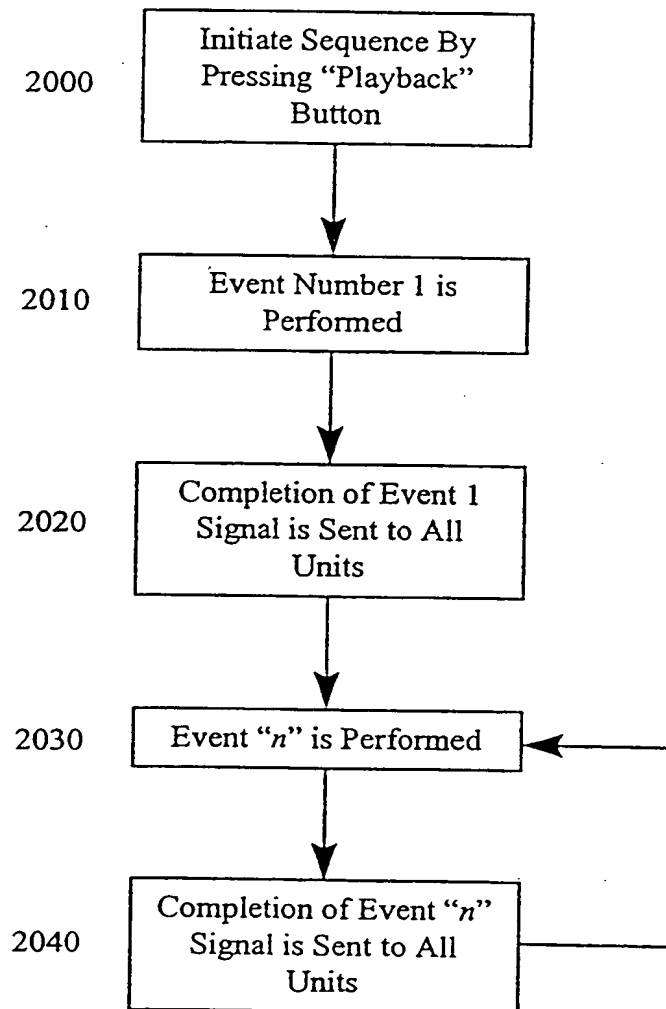 2000
Initiate Sequence By
Pressing “Playback”
Button
2010
Event Number 1 is
Performed
2020
Completion of Event 1
Signal is Sent to All
Units
2030
Event “n” is Performed
2040
Completion of Event “n”
Signal is Sent to All
Units